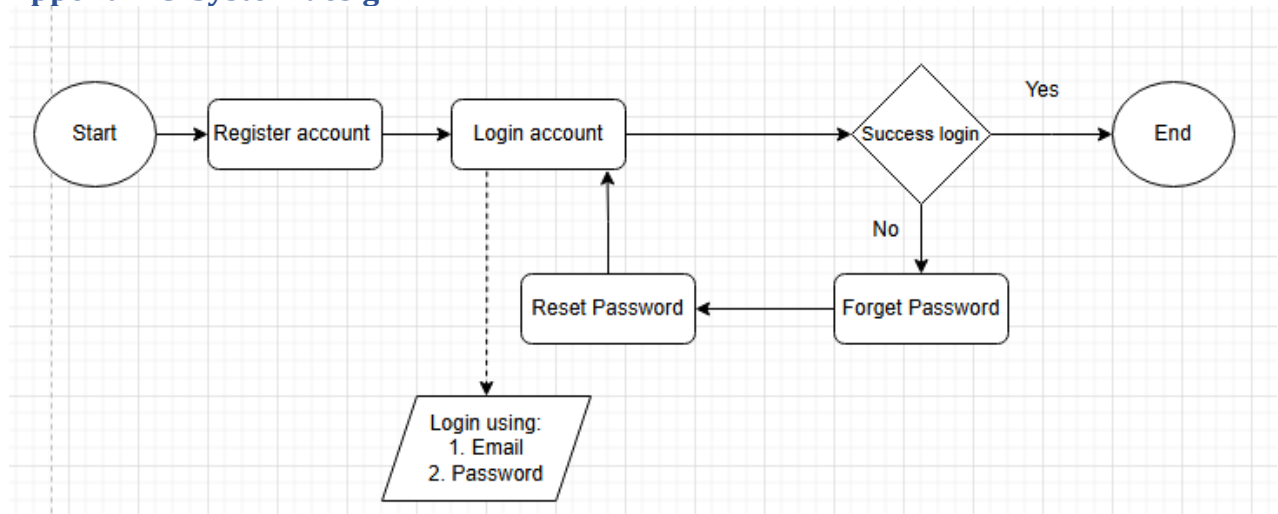 Start
Register account
Login account
Success login
Yes
End
No
Reset Password
Forget Password
Login using:
1. Email
2. Password